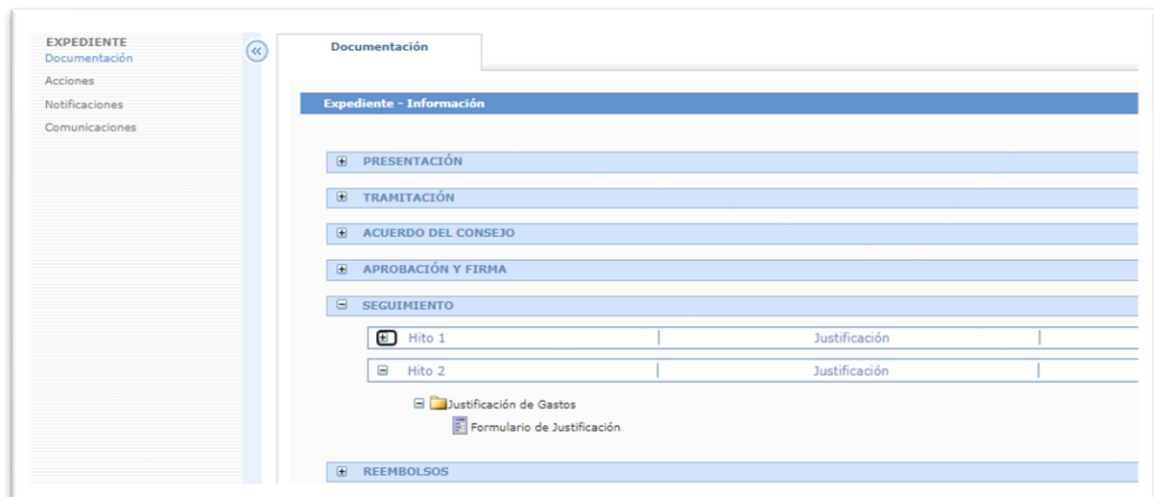 EXPEDIENTE
Documentación
Acciones
Notificaciones
Comunicaciones
Documentación
Expediente - Información
PRESENTACIÓN
TRAMITACIÓN
ACUERDO DEL CONSEJO
APROBACIÓN Y FIRMA
SEGUIMIENTO
Hito 1 | Justificación |
Hito 2 | Justificación |
Justificación de Gastos
Formulario de Justificación
REEMBOLSOS